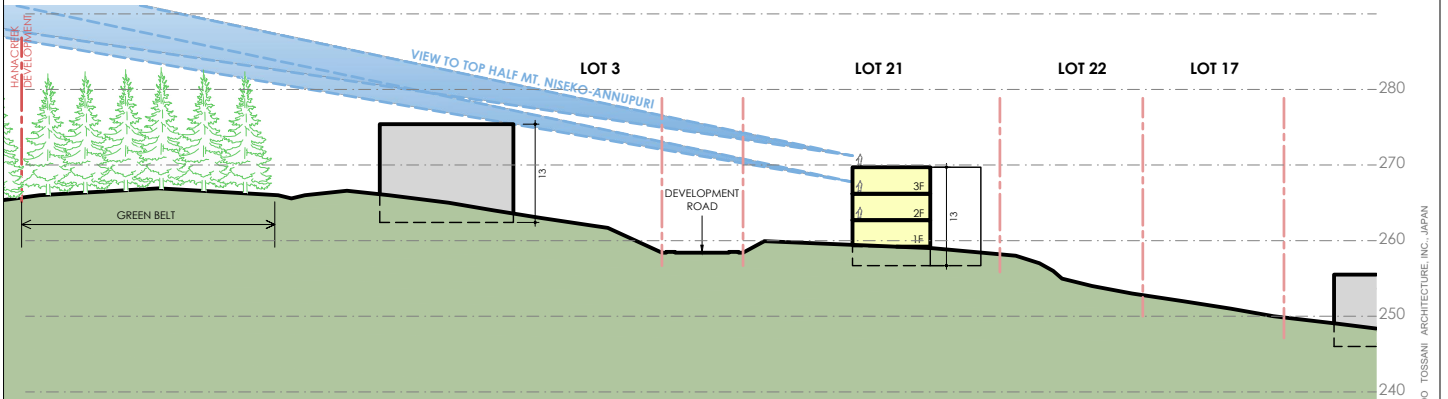 HANACREEK
DEVELOPMENT
VIEW TO TOP HALF MT. NISEKO-ANNUPURI
LOT 3
LOT 21
LOT 22
LOT 17
280
270
260
250
240
13
DEVELOPMENT
ROAD
GREEN BELT
3F
2F
1F
13
TOSSANI ARCHITECTURE, INC., JAPAN